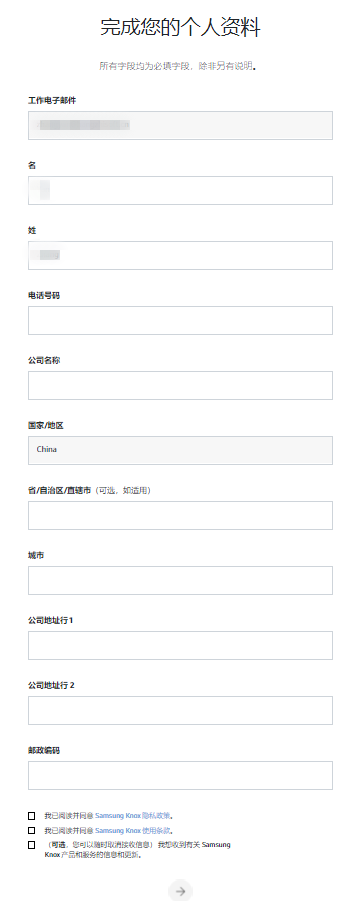 完成您的个人资料
所有字段均为必填字段，除非另有说明。
工作电子邮件
名
姓
电话号码
公司名称
国家/地区
China
省/自治区/直辖市（可选，如适用）
城市
公司地址行 1
公司地址行 2
邮政编码
我已阅读并同意 Samsung Knox 隐私政策。
我已阅读并同意 Samsung Knox 使用条款。
（可选，您可以随时取消接收信息）我想收到有关 Samsung
Knox 产品和服务的信息和更新。